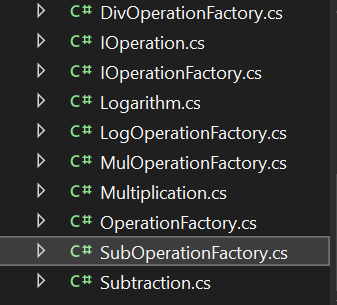 C# DivOperationFactory.cs
C# IOperation.cs
C# IOperationFactory.cs
C# Logarithm.cs
C# LogOperationFactory.cs
C# MulOperationFactory.cs
C# Multiplication.cs
C# OperationFactory.cs
C# SubOperationFactory.cs
C# Subtraction.cs